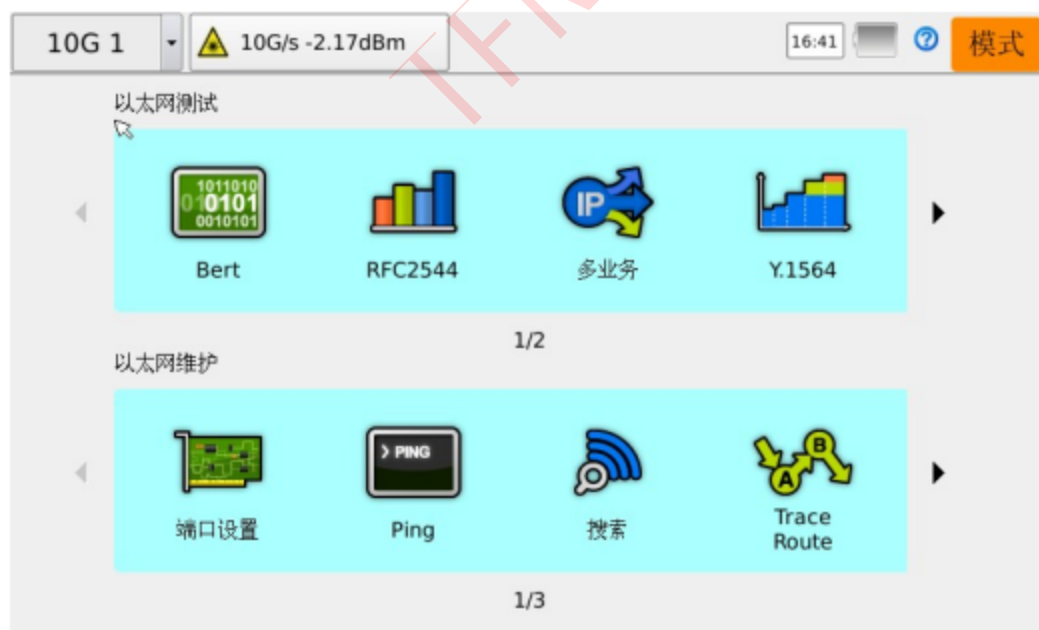 10G 1
10G/s -2.17dBm
16:41
模式
以太网测试
1011010
010101
0010101
IP
Bert
RFC2544
多业务
Y.1564
1/2
以太网维护
> PING
A
B
端口设置
Ping
搜索
Trace
Route
1/3
TFN